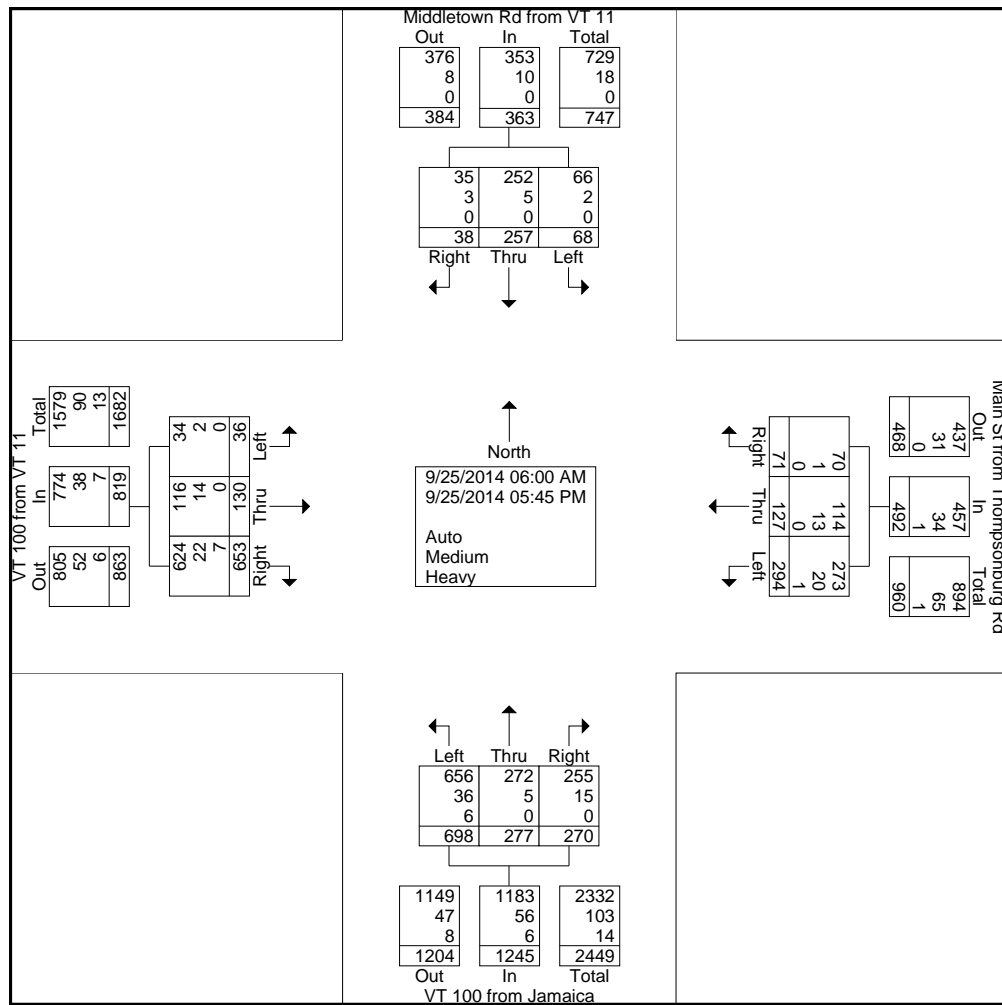 Middletown Rd from VT 11
Out In Total
376 353 729
8 10 18
0 0 0
384 363 747
35 252 66
3 5 2
0 0 0
38 257 68
Right Thru Left
VT 100 from VT 11
Total In Out
1579 774 805
90 38 52
13 7 6
1682 819 863
34 116 624
2 14 22
0 0 7
36 130 653
Left Thru Right
North
9/25/2014 06:00 AM
9/25/2014 05:45 PM
Auto
Medium
Heavy
Right Thru Left
71 127 294
0 0 1
1 13 20
70 114 273
Main St from Thompsonburg Rd
Out In Total
437 457 894
31 34 65
0 1 1
468 492 960
Left Thru Right
656 272 255
36 5 15
6 0 0
698 277 270
1149 1183 2332
47 56 103
8 6 14
1204 1245 2449
Out In Total
VT 100 from Jamaica